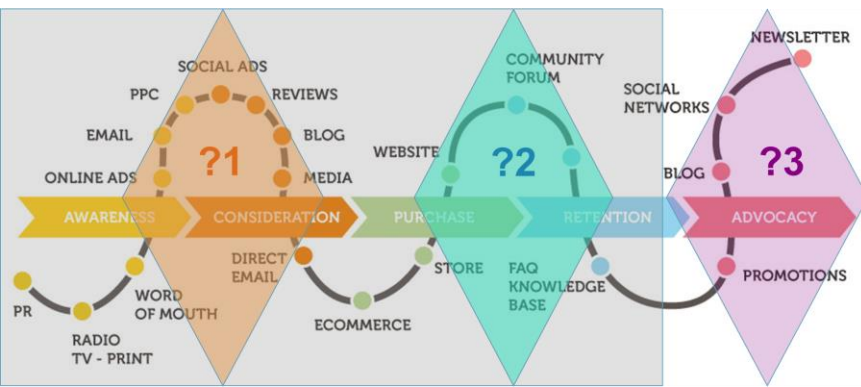 NEWSLETTER
SOCIAL ADS
COMMUNITY
FORUM
PPC
REVIEWS
SOCIAL
NETWORKS
EMAIL
BLOG
WEBSITE
?1
?2
?3
ONLINE ADS
MEDIA
BLOG
AWARENESS
CONSIDERATION
PURCHASE
RETENTION
ADVOCACY
DIRECT
EMAIL
STORE
FAQ
KNOWLEDGE
BASE
PROMOTIONS
WORD
OF MOUTH
PR
ECOMMERCE
RADIO
TV - PRINT